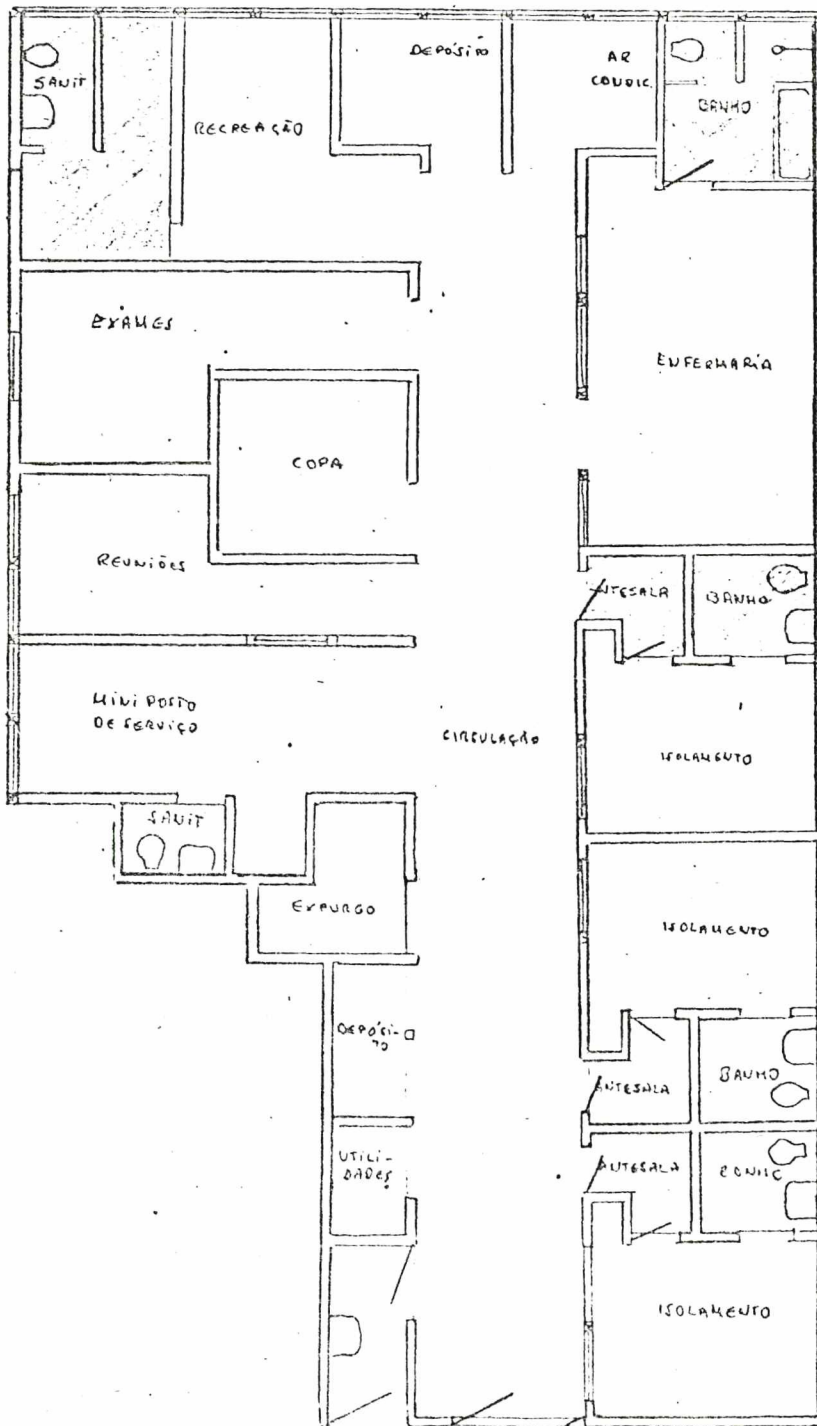 SANIT
RECREAÇÃO
DEPÓSITO
AR
CONDIC.
BANHO
EXAMES
ENFERMARIA
COPA
REUNIÕES
ANTESALA
BANHO
MINI POSTO
DE SERVIÇO
CIRCULAÇÃO
ISOLAMENTO
SANIT
EXPURGO
ISOLAMENTO
DEPÓSI-
TO
ANTESALA
BANHO
UTILI-
DADES
ANTESALA
ISOLAMENTO